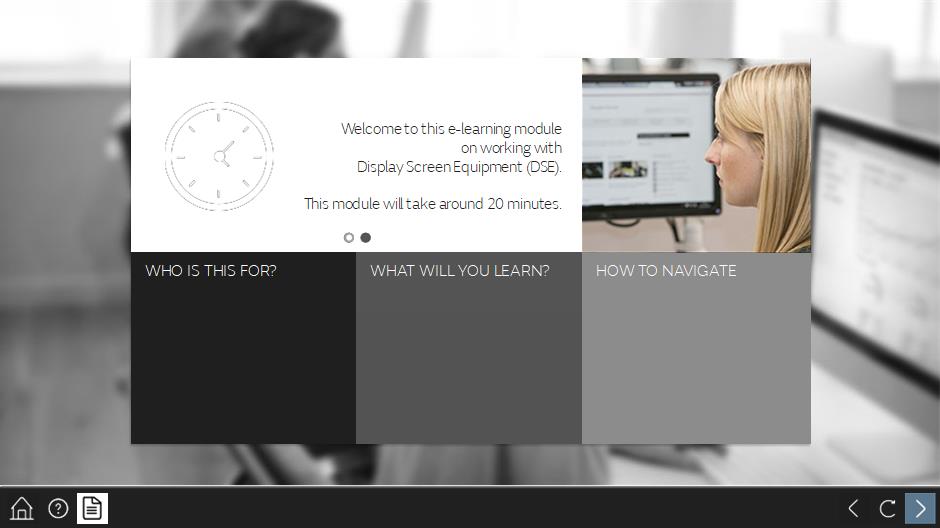 Welcome to this e-learning module
on working with
Display Screen Equipment (DSE).
This module will take around 20 minutes.
WHO IS THIS FOR?
WHAT WILL YOU LEARN?
HOW TO NAVIGATE